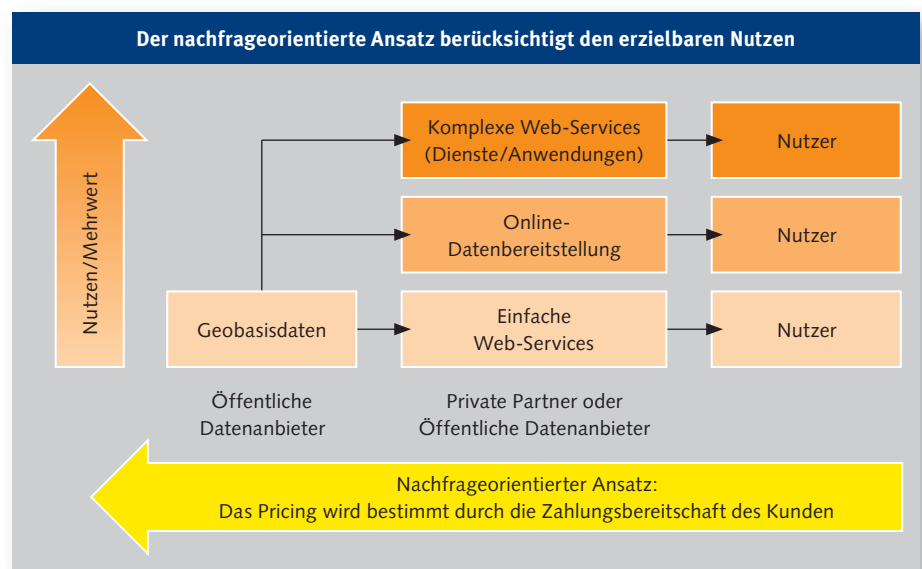 Der nachfrageorientierte Ansatz berücksichtigt den erzielbaren Nutzen
Nutzen/Mehrwert
Komplexe Web-Services
(Dienste/Anwendungen)
Nutzer
Online-
Datenbereitstellung
Nutzer
Geobasisdaten
Einfache
Web-Services
Nutzer
Öffentliche
Datenanbieter
Private Partner oder
Öffentliche Datenanbieter
Nachfrageorientierter Ansatz:
Das Pricing wird bestimmt durch die Zahlungsbereitschaft des Kunden